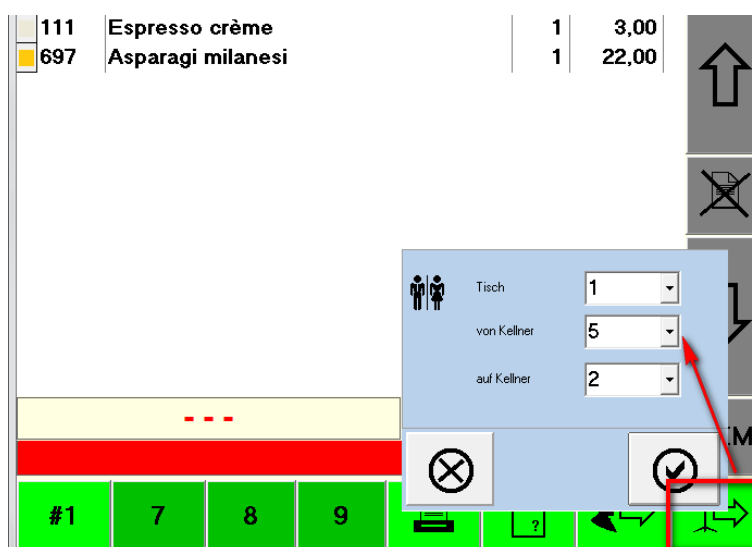 111 Espresso crème 1 3,00
697 Asparagi milanesi 1 22,00
Tisch 1
von Kellner 5
auf Kellner 2
- - -
#1 7 8 9 ?